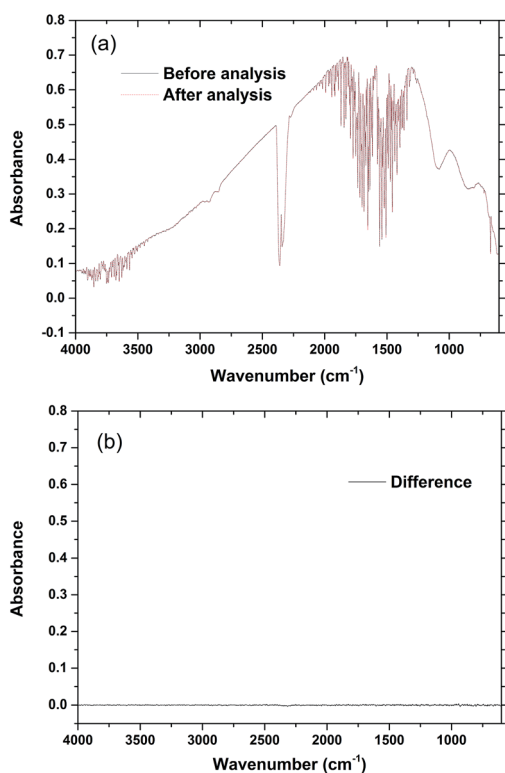 (a)
Before analysis
After analysis
0.8
0.7
0.6
0.5
0.4
0.3
0.2
0.1
0.0
-0.1
Absorbance
4000 3500 3000 2500 2000 1500 1000
Wavenumber (cm⁻¹)
(b)
Difference
0.8
0.7
0.6
0.5
0.4
0.3
0.2
0.1
0.0
Absorbance
4000 3500 3000 2500 2000 1500 1000
Wavenumber (cm⁻¹)